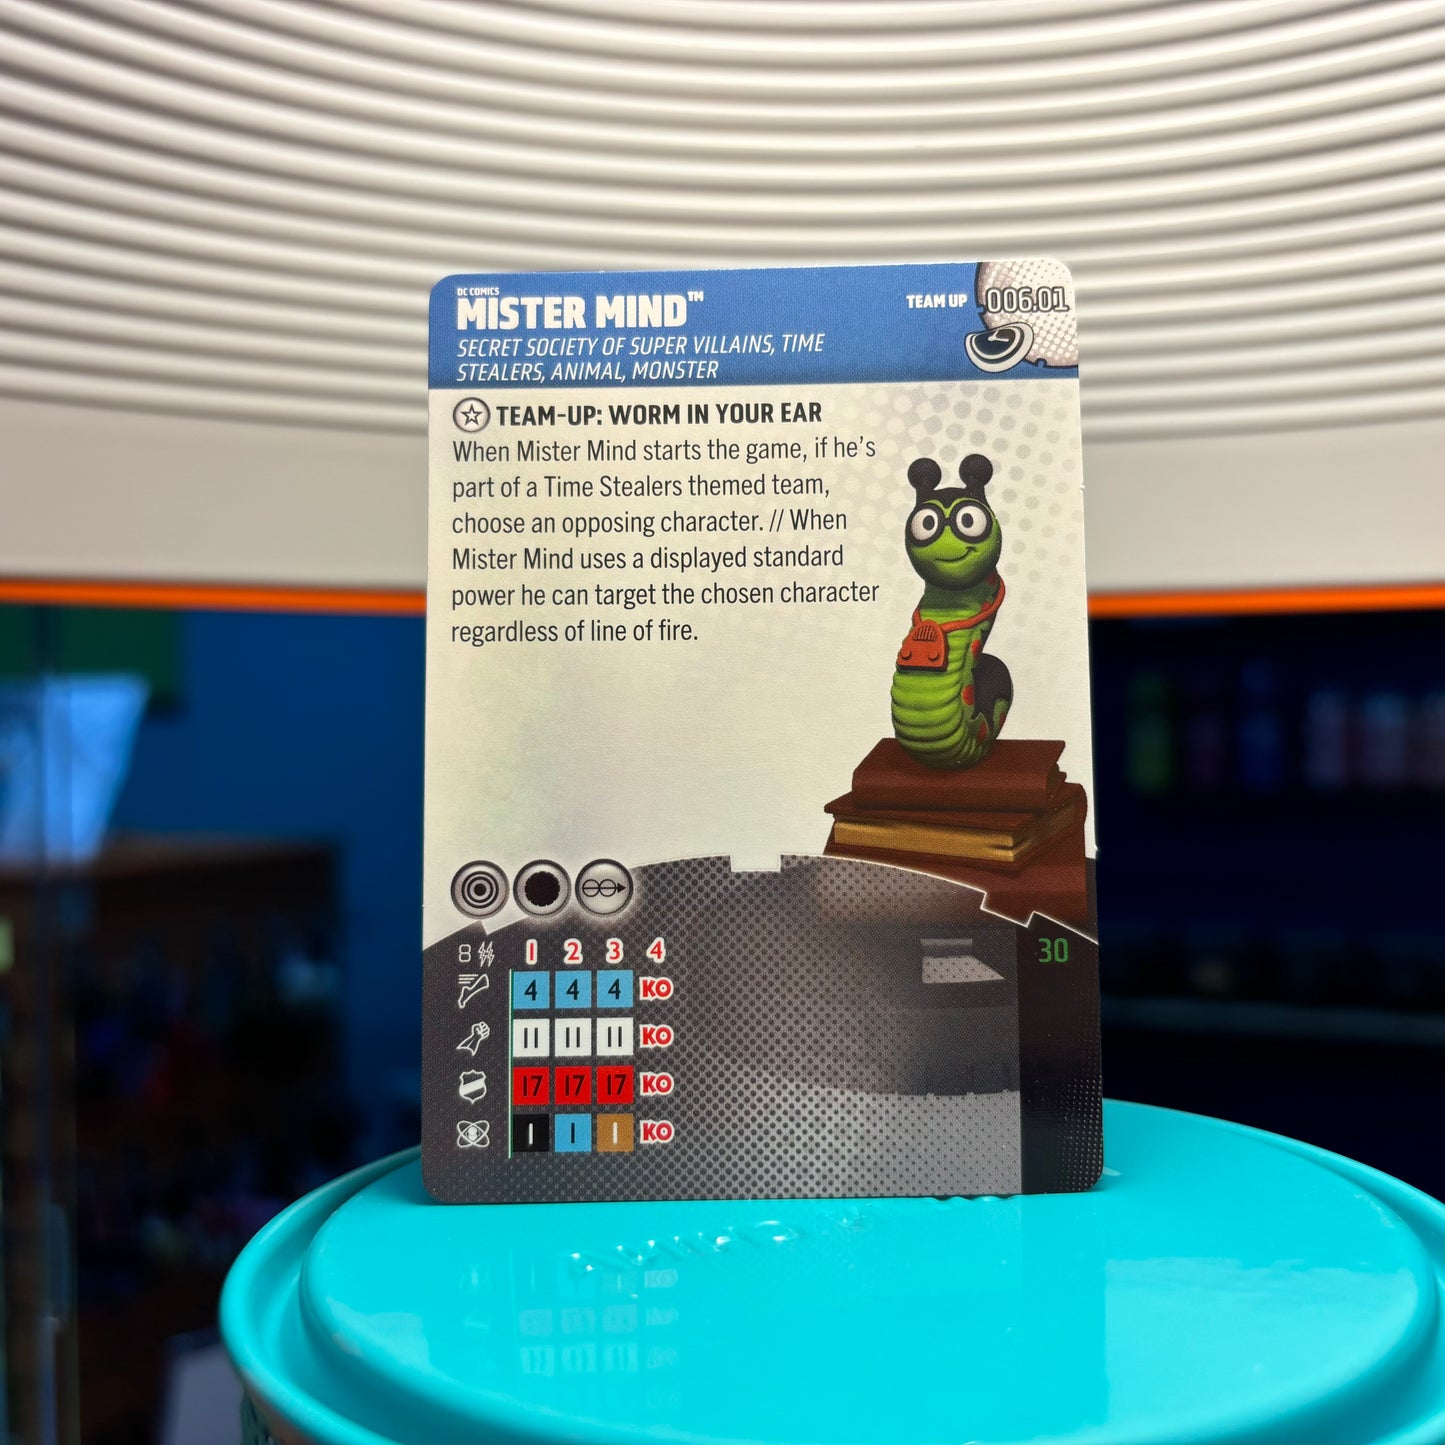 DC COMICS
MISTER MIND™
TEAM UP 006.01
SECRET SOCIETY OF SUPER VILLAINS, TIME
STEALERS, ANIMAL, MONSTER
TEAM-UP: WORM IN YOUR EAR
When Mister Mind starts the game, if he's
part of a Time Stealers themed team,
choose an opposing character. // When
Mister Mind uses a displayed standard
power he can target the chosen character
regardless of line of fire.
8 1 2 3 4
30
4 4 4 KO
11 11 11 KO
17 17 17 KO
1 1 1 KO